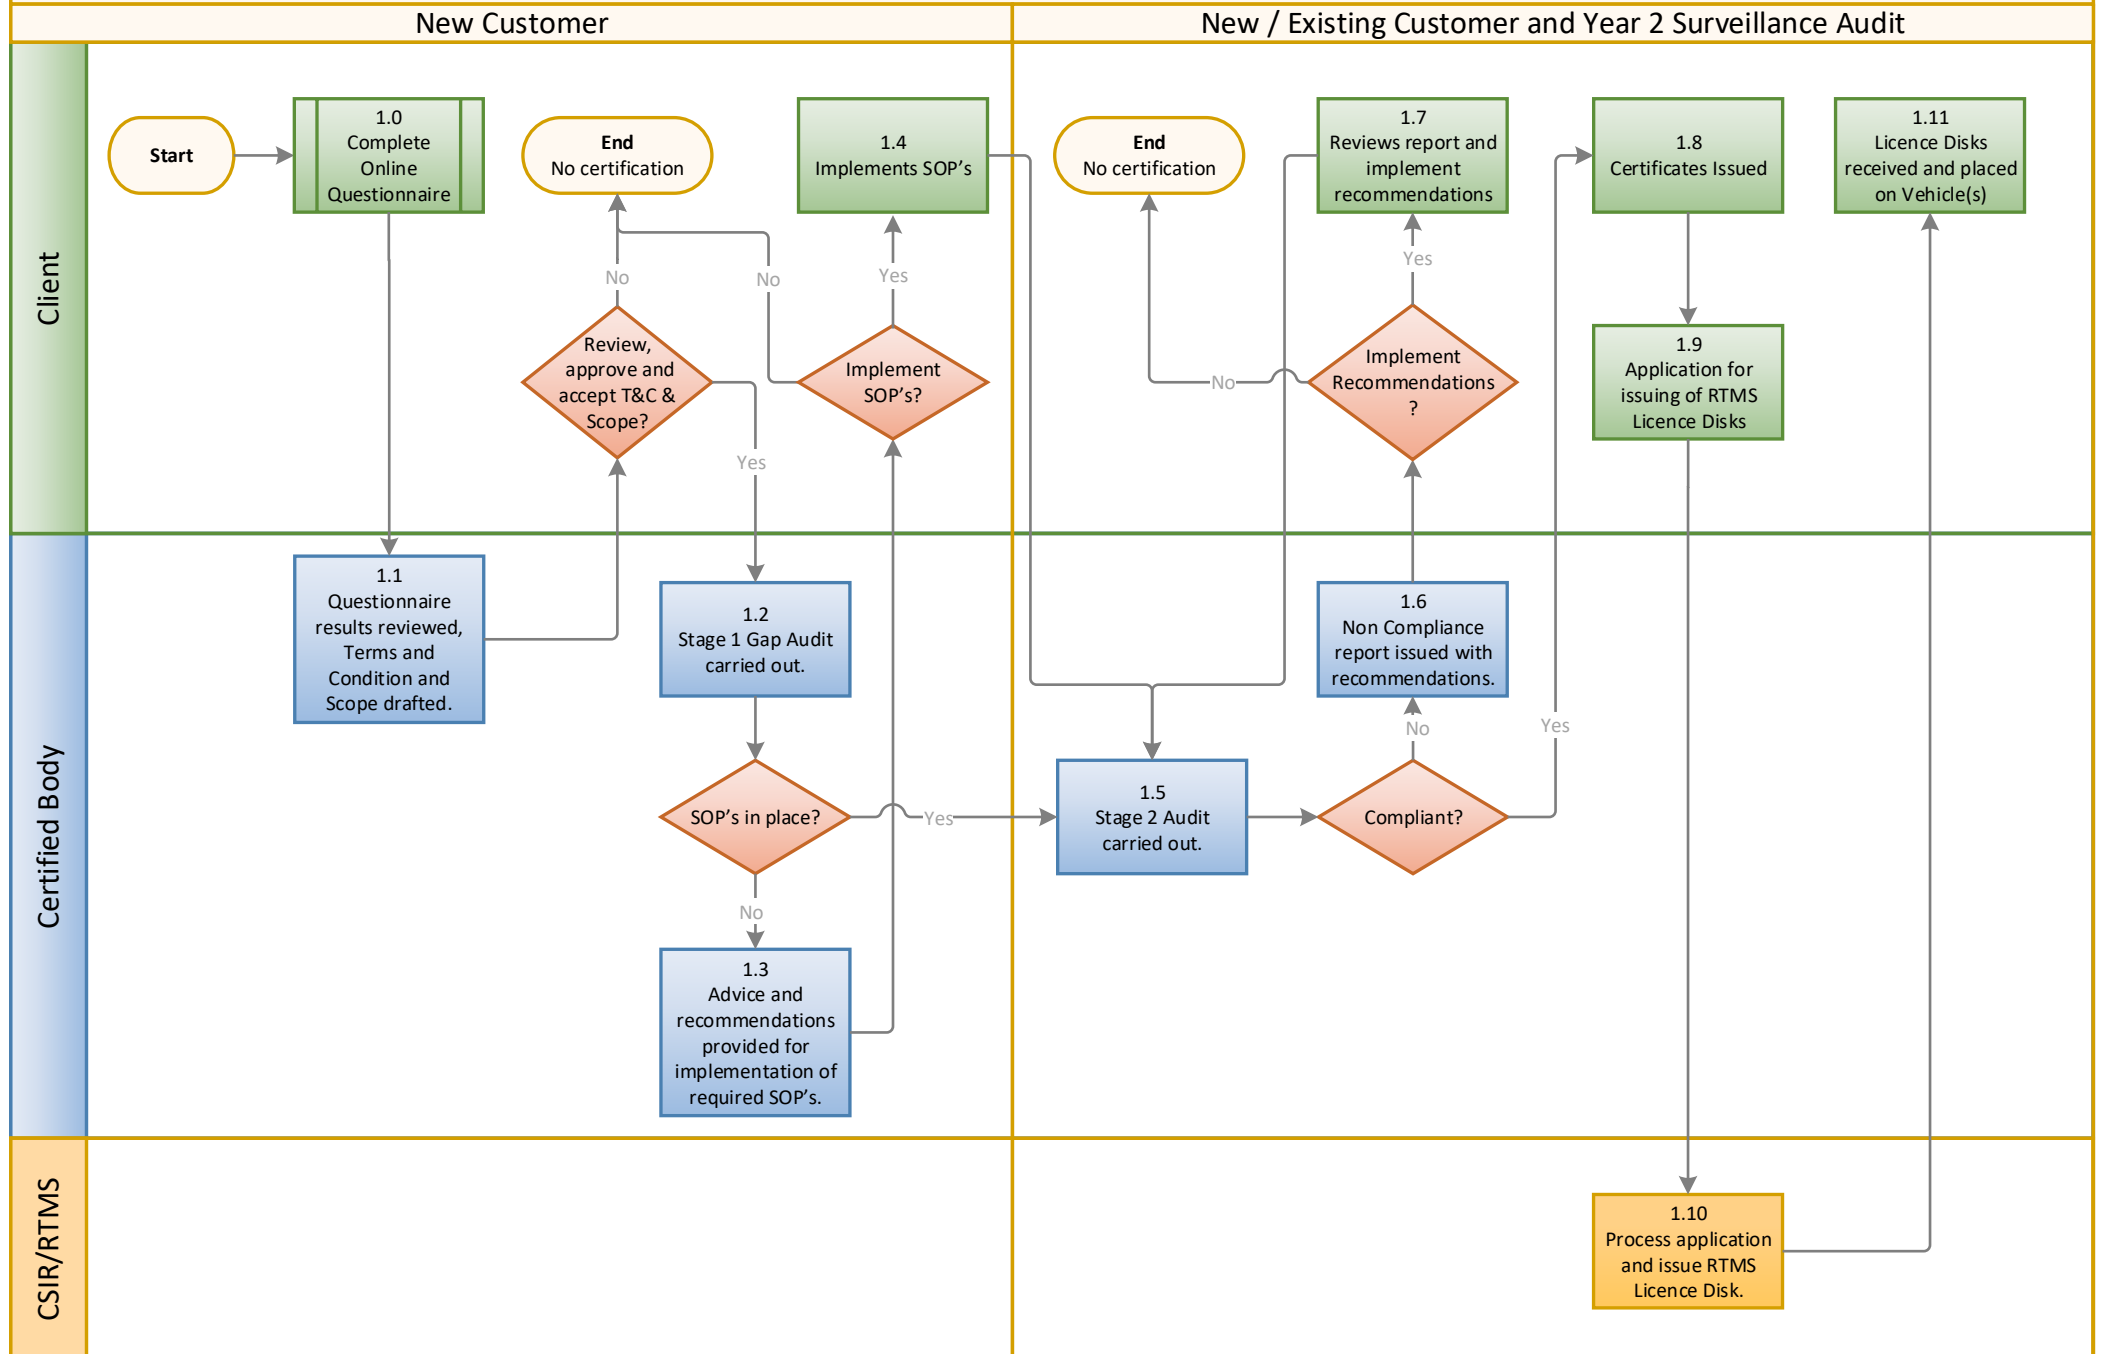 New Customer
New / Existing Customer and Year 2 Surveillance Audit
Client
Start
1.0
Complete
Online
Questionnaire
End
No certification
1.4
Implements SOP's
End
No certification
1.7
Reviews report and
implement
recommendations
1.8
Certificates Issued
1.11
Licence Disks
received and placed
on Vehicle(s)
No
No
Yes
Yes
Review,
approve and
accept T&C &
Scope?
Implement
SOP's?
No
Implement
Recommendations
?
1.9
Application for
issuing of RTMS
Licence Disks
Yes
Certified Body
1.1
Questionnaire
results reviewed,
Terms and
Condition and
Scope drafted.
1.2
Stage 1 Gap Audit
carried out.
1.6
Non Compliance
report issued with
recommendations.
No
Yes
SOP's in place?
Yes
1.5
Stage 2 Audit
carried out.
Compliant?
No
1.3
Advice and
recommendations
provided for
implementation of
required SOP's.
CSIR/RTMS
1.10
Process application
and issue RTMS
Licence Disk.